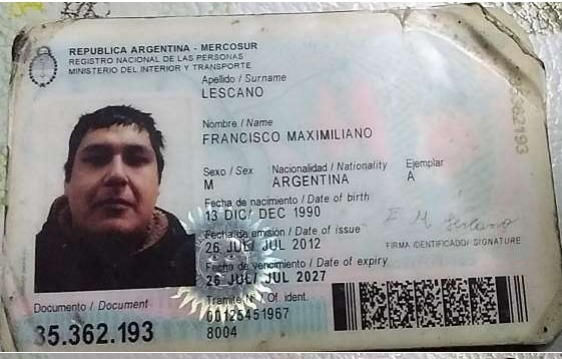 REPUBLICA ARGENTINA - MERCOSUR
REGISTRO NACIONAL DE LAS PERSONAS
MINISTERIO DEL INTERIOR Y TRANSPORTE
Apellido / Surname
LESCANO
Nombre / Name
FRANCISCO MAXIMILIANO
Sexo / Sex Nacionalidad / Nationality Ejemplar
M ARGENTINA A
Fecha de nacimiento / Date of birth
13 DIC/ DEC 1990
Fecha de emisión / Date of issue
26 JUL/ JUL 2012
FIRMA IDENTIFICADO/ SIGNATURE
Fecha de vencimiento / Date of expiry
26 JUL/ JUL 2027
Documento / Document
35.362.193
Of. ident.
00125451967
8004